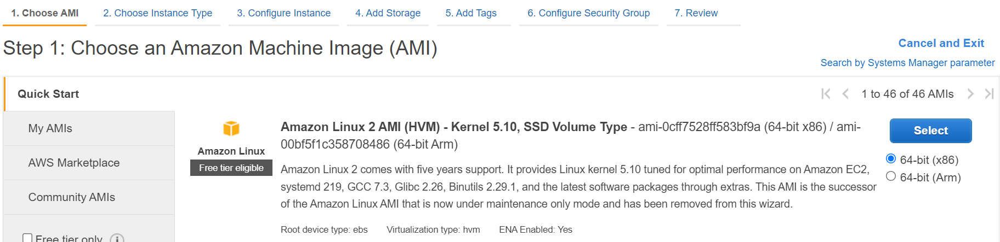 1. Choose AMI 2. Choose Instance Type 3. Configure Instance 4. Add Storage 5. Add Tags 6. Configure Security Group 7. Review
Step 1: Choose an Amazon Machine Image (AMI)
Cancel and Exit
Search by Systems Manager parameter
Quick Start
My AMIs
AWS Marketplace
Community AMIs
Free tier only
1 to 46 of 46 AMIs
Amazon Linux
Free tier eligible
Amazon Linux 2 AMI (HVM) - Kernel 5.10, SSD Volume Type - ami-0cff7528ff583bf9a (64-bit x86) / ami-
00bf5f1c358708486 (64-bit Arm)
Amazon Linux 2 comes with five years support. It provides Linux kernel 5.10 tuned for optimal performance on Amazon EC2,
systemd 219, GCC 7.3, Glibc 2.26, Binutils 2.29.1, and the latest software packages through extras. This AMI is the successor
of the Amazon Linux AMI that is now under maintenance only mode and has been removed from this wizard.
Root device type: ebs Virtualization type: hvm ENA Enabled: Yes
Select
64-bit (x86)
64-bit (Arm)